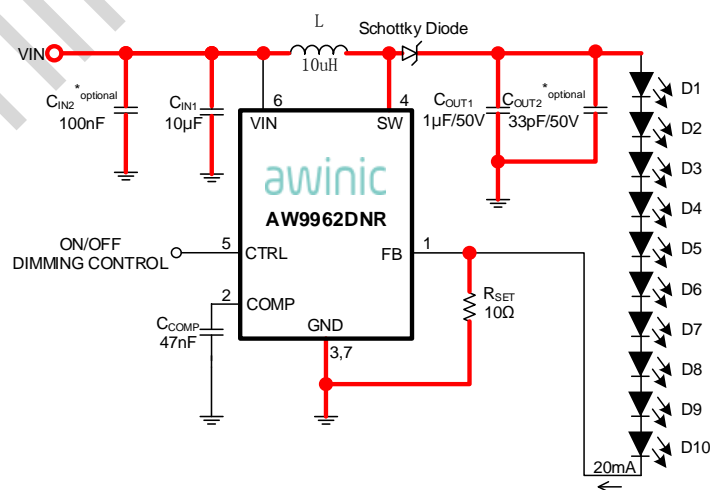 L
Schottky Diode
VIN
10uH
CIN2
*optional
100nF
CIN1
10µF
6
VIN
4
SW
COUT1
1µF/50V
COUT2
*optional
33pF/50V
D1
D2
D3
D4
D5
D6
D7
D8
D9
D10
awinic
AW9962DNR
ON/OFF
DIMMING CONTROL
5
CTRL
1
FB
2
COMP
CCOMP
47nF
GND
3,7
RSET
10Ω
20mA